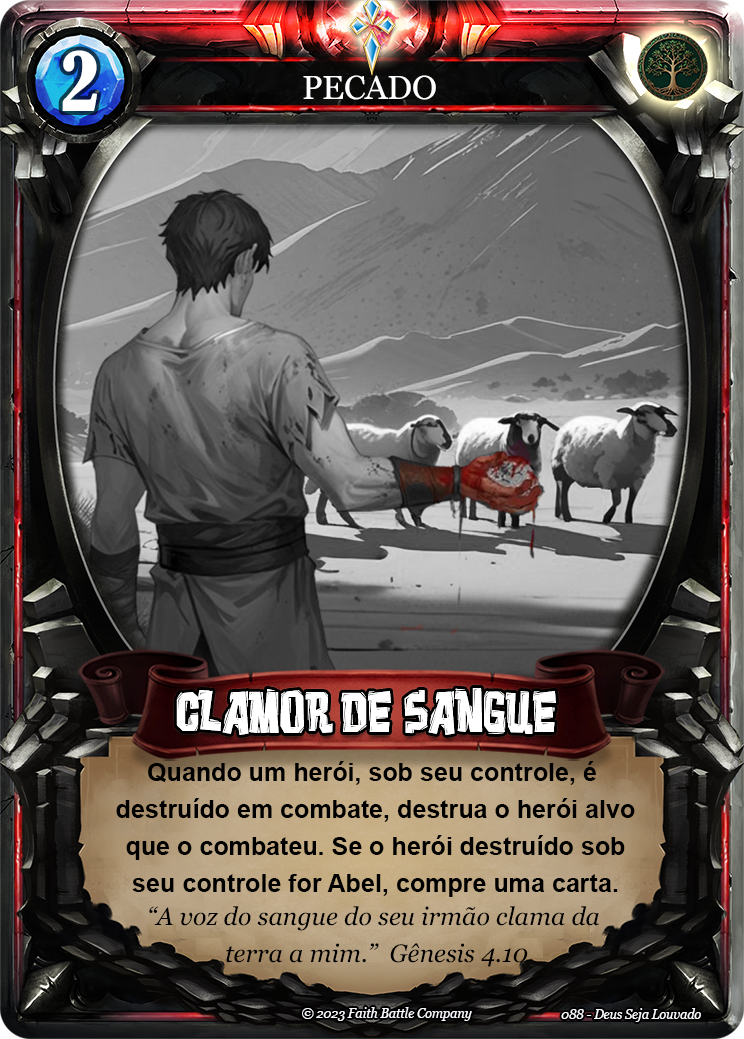 2
PECADO
CLAMOR DE SANGUE
Quando um herói, sob seu controle, é
destruído em combate, destrua o herói alvo
que o combateu. Se o herói destruído sob
seu controle for Abel, compre uma carta.
“A voz do sangue do seu irmão clama da
terra a mim.” Gênesis 4.10
© 2023 Faith Battle Company
088 - Deus Seja Louvado